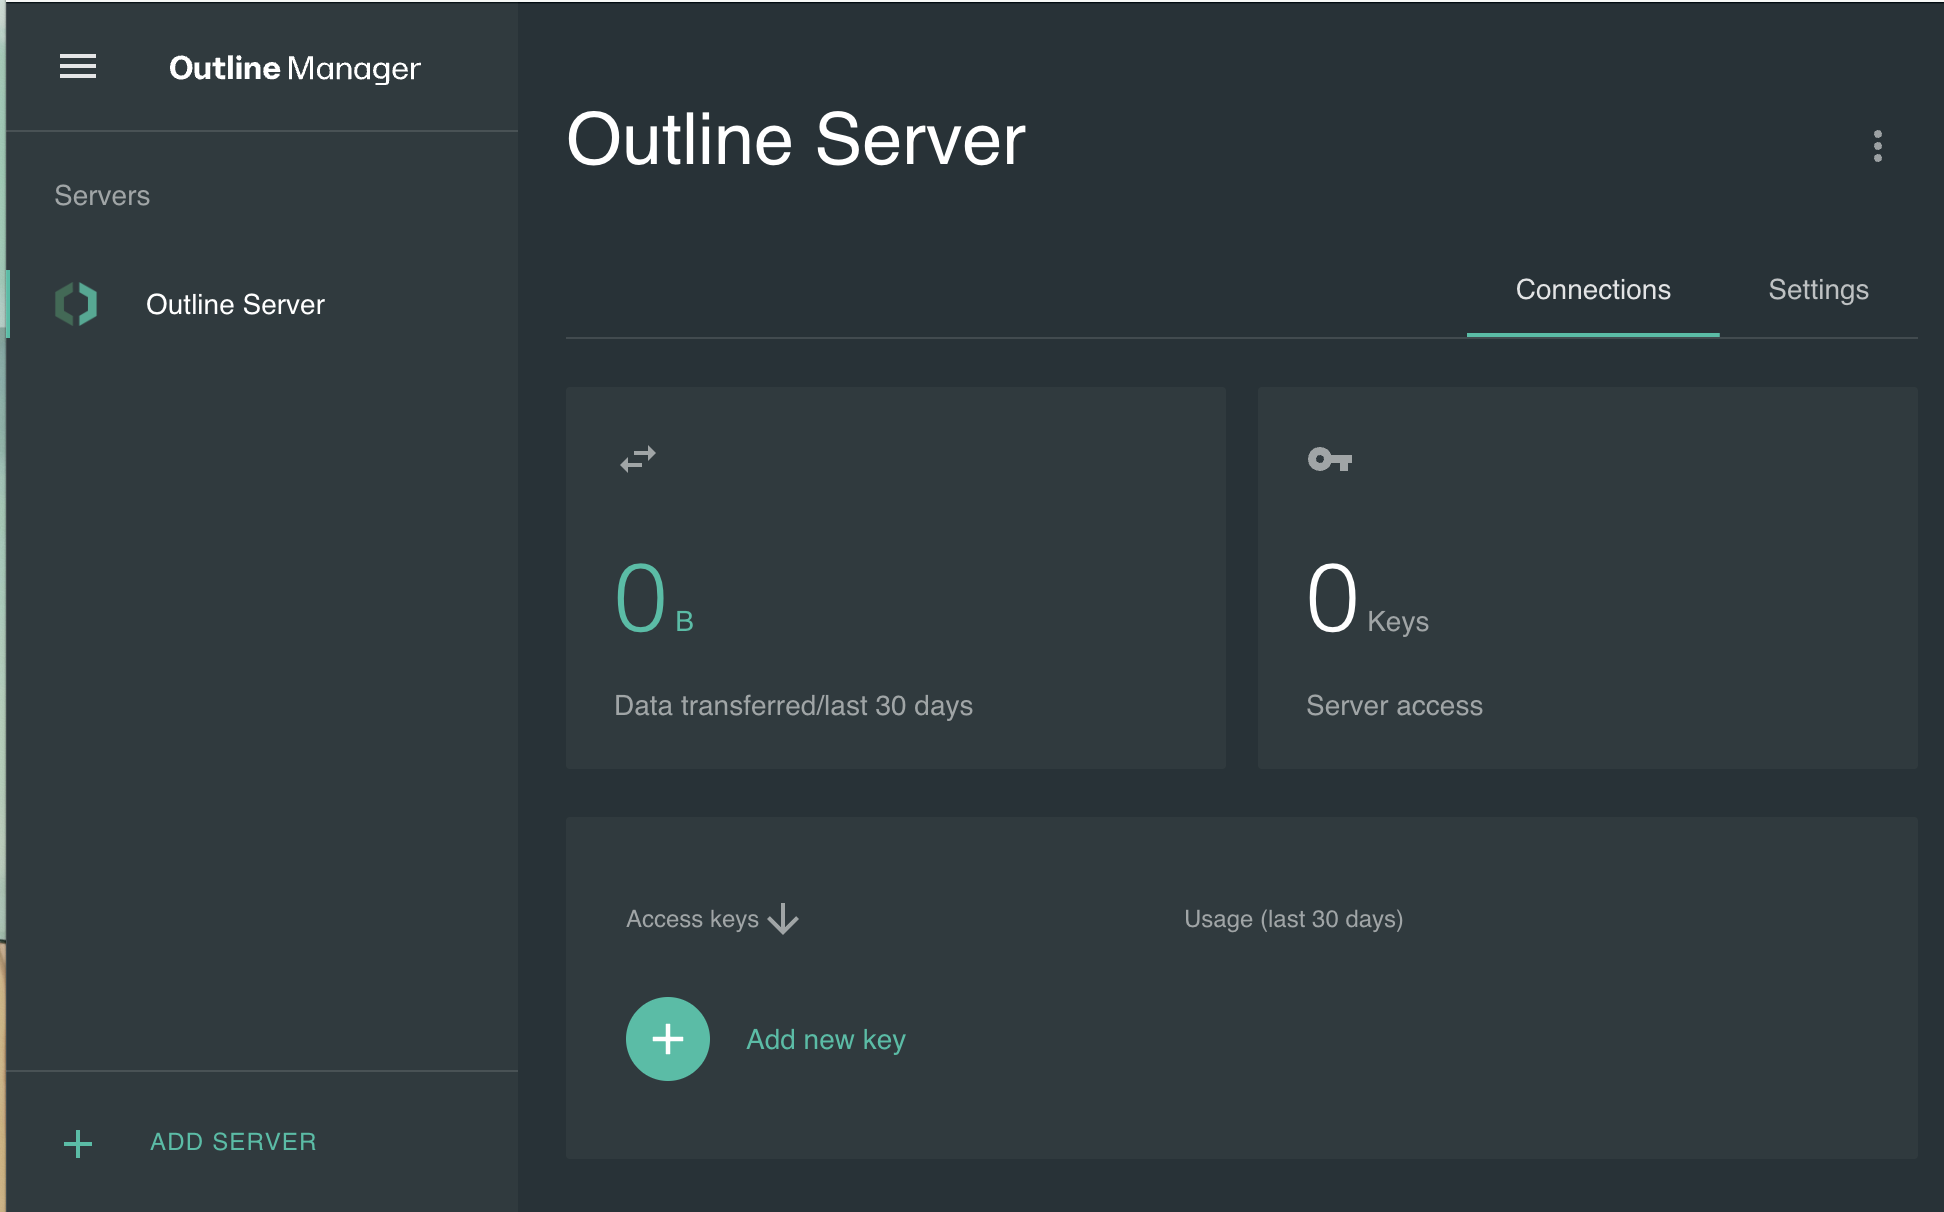 Outline Manager
Servers
Outline Server
ADD SERVER
Outline Server
Connections Settings
0 B
Data transferred/last 30 days
0 Keys
Server access
Access keys Usage (last 30 days)
Add new key